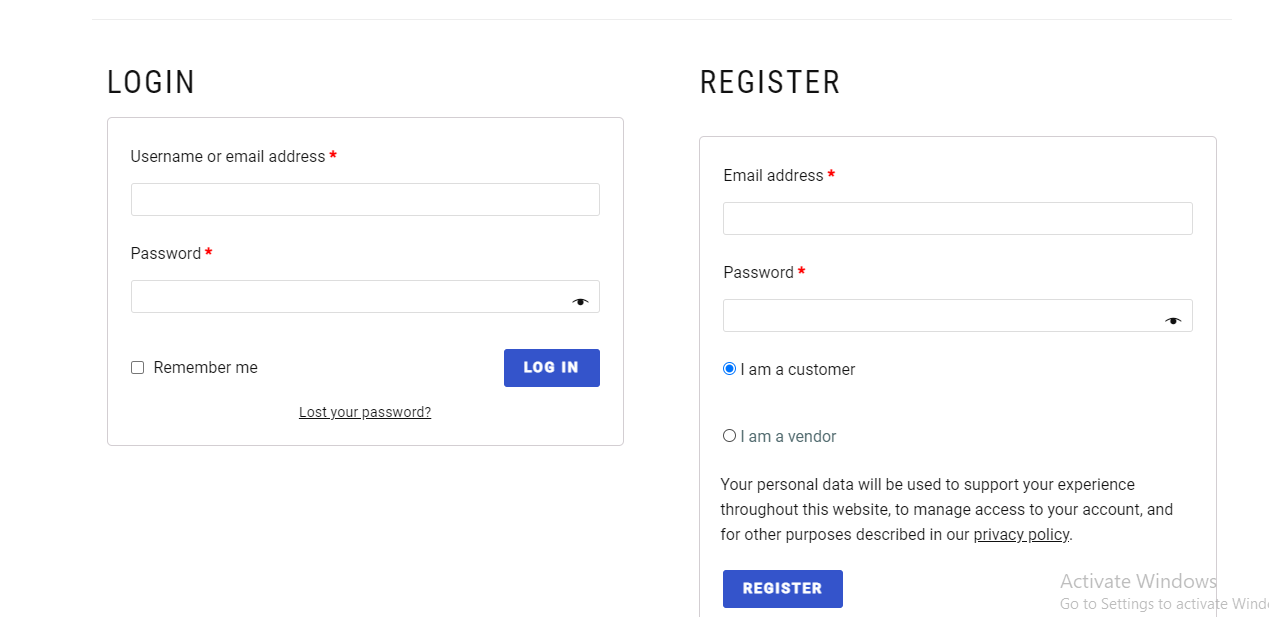 LOGIN
Username or email address *
Password *
Remember me
LOG IN
Lost your password?
REGISTER
Email address *
Password *
I am a customer
I am a vendor
Your personal data will be used to support your experience
throughout this website, to manage access to your account, and
for other purposes described in our privacy policy.
REGISTER
Activate Windows
Go to Settings to activate Wind